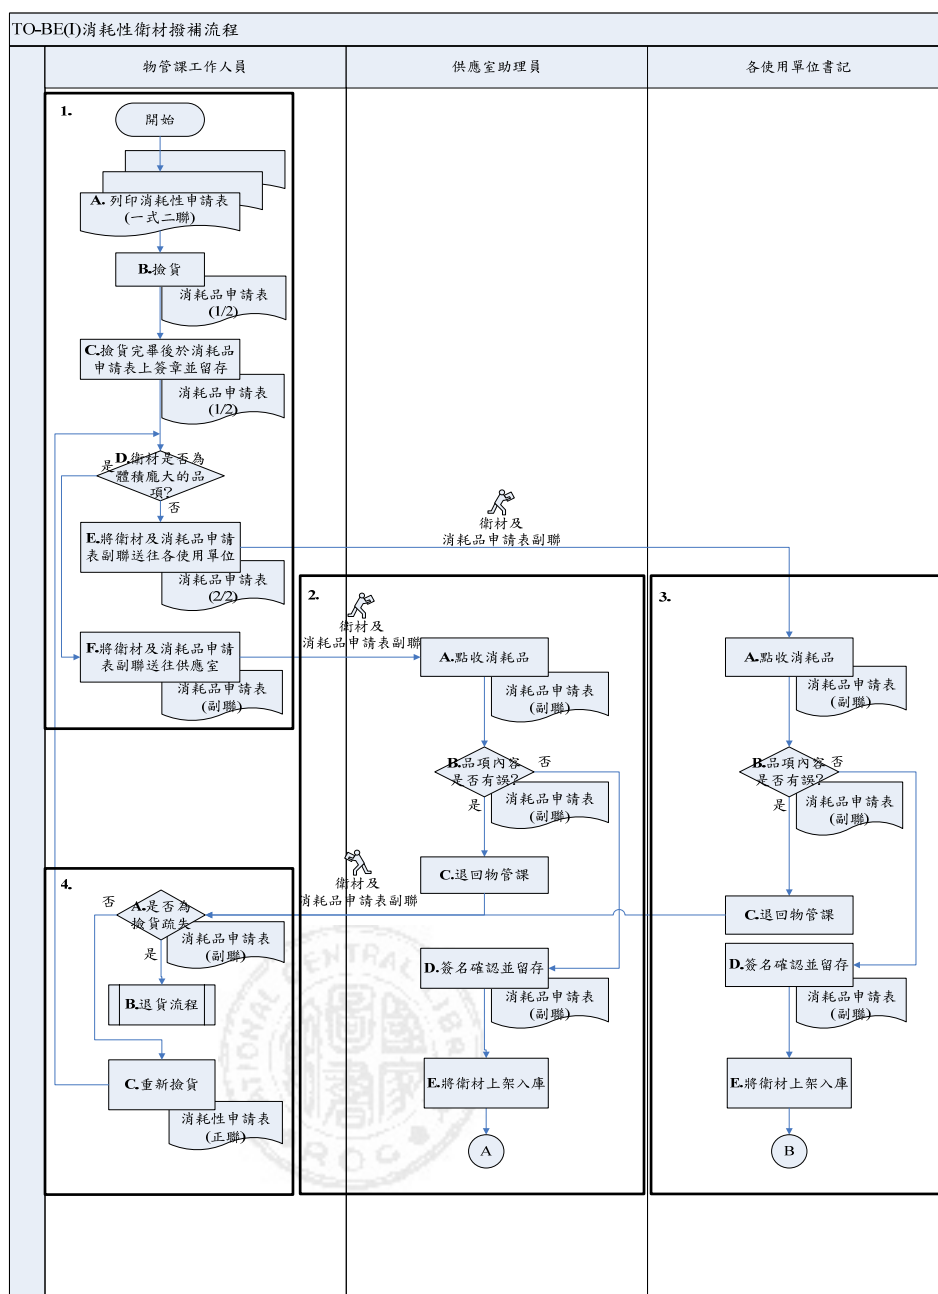 TO-BE(I)消耗性衛材撥補流程
物管課工作人員
供應室助理員
各使用單位書記
1.
開始
A. 列印消耗性申請表
(一式二聯)
B.撿貨
消耗品申請表
(1/2)
C.撿貨完畢後於消耗品
申請表上簽章並留存
消耗品申請表
(1/2)
D.衛材是否為
體積龐大的品
項?
是
否
E.將衛材及消耗品申請
表副聯送往各使用單位
消耗品申請表
(2/2)
F.將衛材及消耗品申請
表副聯送往供應室
消耗品申請表
(副聯)
衛材及
消耗品申請表副聯
2.
衛材及
消耗品申請表副聯
A.點收消耗品
消耗品申請表
(副聯)
B.品項內容
是否有誤?
否
是
消耗品申請表
(副聯)
C.退回物管課
衛材及
消耗品申請表副聯
D.簽名確認並留存
消耗品申請表
(副聯)
E.將衛材上架入庫
A
3.
A.點收消耗品
消耗品申請表
(副聯)
B.品項內容
是否有誤?
否
是
消耗品申請表
(副聯)
C.退回物管課
D.簽名確認並留存
消耗品申請表
(副聯)
E.將衛材上架入庫
B
4.
A.是否為
撿貨疏失
否
是
消耗品申請表
(副聯)
B.退貨流程
C.重新撿貨
消耗性申請表
(正聯)